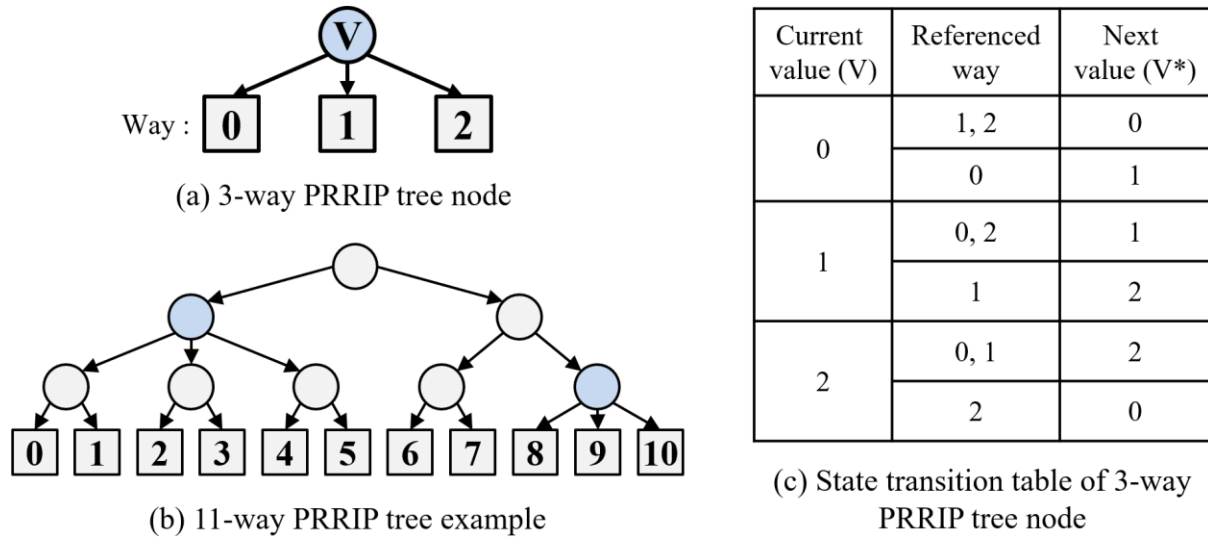 V
Way : 0 1 2
(a) 3-way PRRIP tree node
0 1 2 3 4 5 6 7 8 9 10
(b) 11-way PRRIP tree example
Current value (V) Referenced way Next value (V*)
0 1, 2 0
0 1
1 0, 2 1
1 2
2 0, 1 2
2 0
(c) State transition table of 3-way
PRRIP tree node